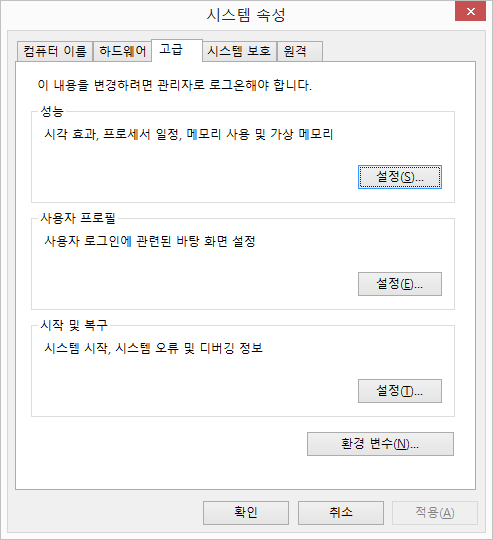 시스템 속성
컴퓨터 이름 하드웨어 고급 시스템 보호 원격
이 내용을 변경하려면 관리자로 로그온해야 합니다.
성능
시각 효과, 프로세서 일정, 메모리 사용 및 가상 메모리
설정(S)...
사용자 프로필
사용자 로그인에 관련된 바탕 화면 설정
설정(E)...
시작 및 복구
시스템 시작, 시스템 오류 및 디버깅 정보
설정(T)...
환경 변수(N)...
확인 취소 적용(A)